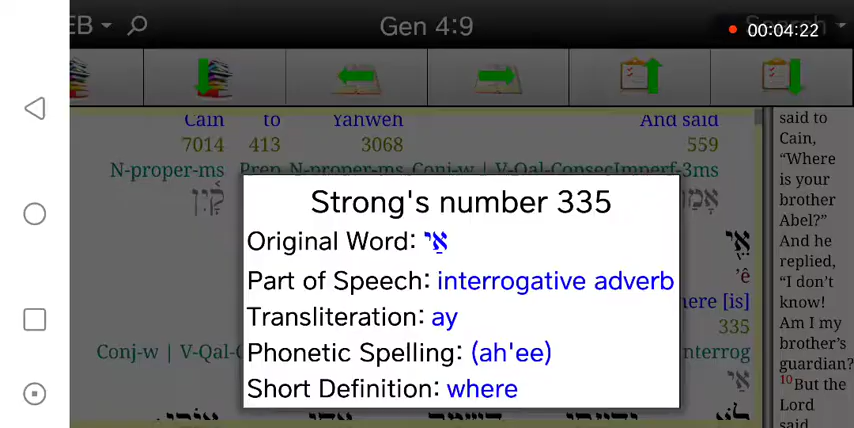 EB
Gen 4:9
00:04:22
Cain to Yahweh And said
7014 413 3068 559
N-proper-ms Prep N-proper-ms Conj-w | V-Qal-ConsecImperf-3ms
קַיִן
Strong's number 335
Original Word: אַי
Part of Speech: interrogative adverb
Transliteration: ay
Phonetic Spelling: (ah'ee)
Short Definition: where
אֵ֖י
’ê
here [is]
335
Conj-w | V-Qal-C
nterrog
אַי
said to
Cain,
“Where
is your
brother
Abel?”
And he
replied,
“I don’t
know!
Am I my
brother’s
guardian?
10 But the
Lord
said